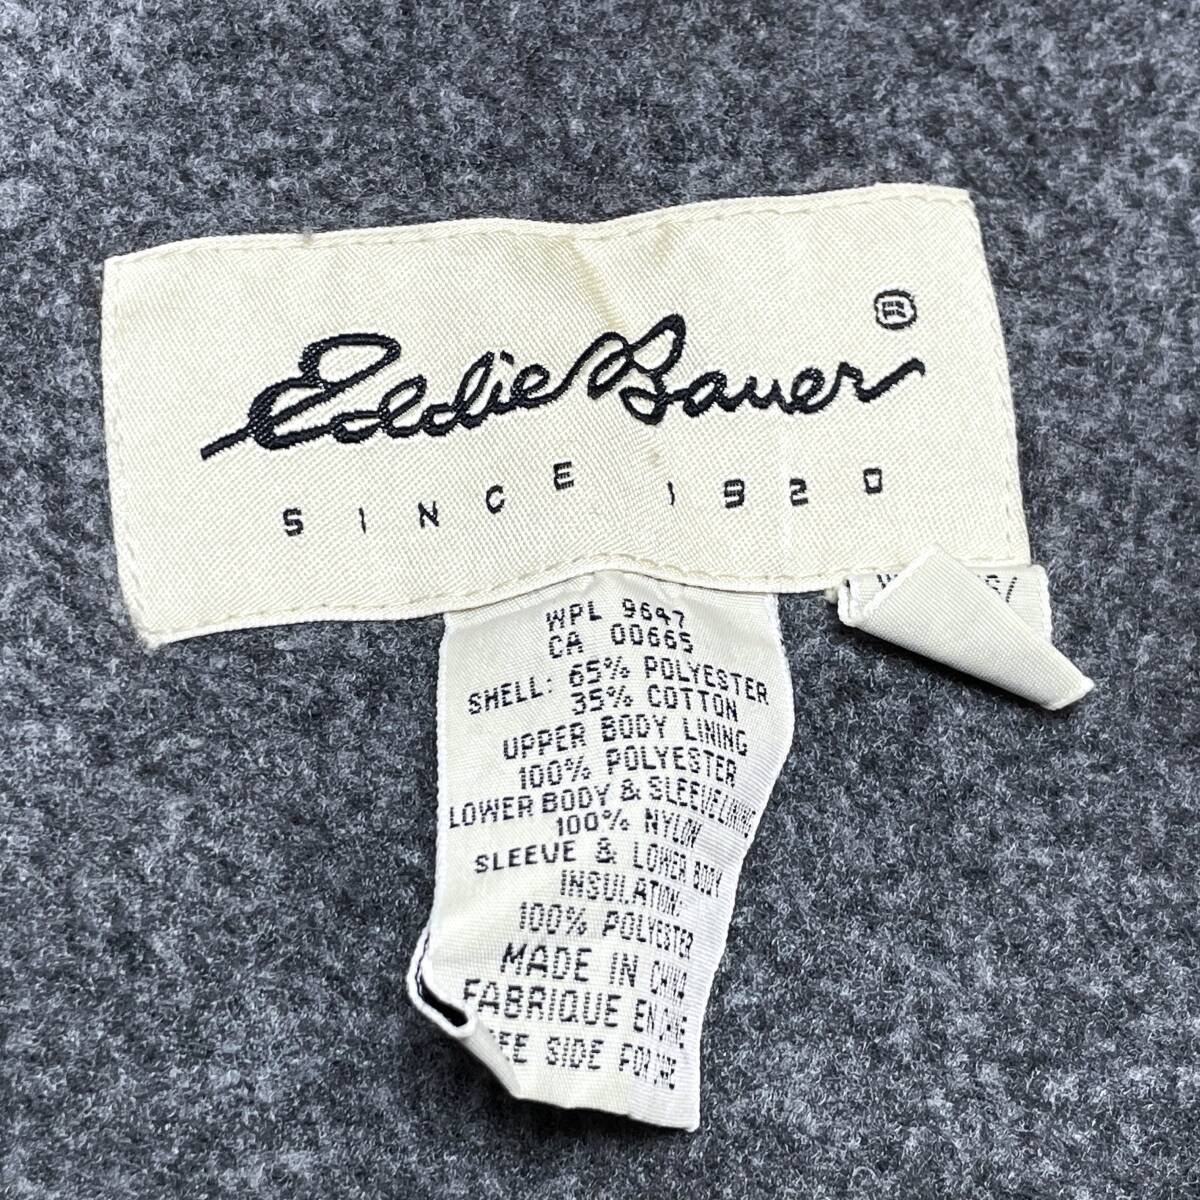 Eddie Bauer ®
SINCE 1920
WPL 9647
CA 00665
SHELL: 65% POLYESTER
35% COTTON
UPPER BODY LINING
100% POLYESTER
LOWER BODY & SLEEVE LINING
100% NYLON
SLEEVE & LOWER BODY
INSULATION:
100% POLYESTER
MADE IN CHINA
FABRIQUE EN CHINE
SEE SIDE FOR CARE